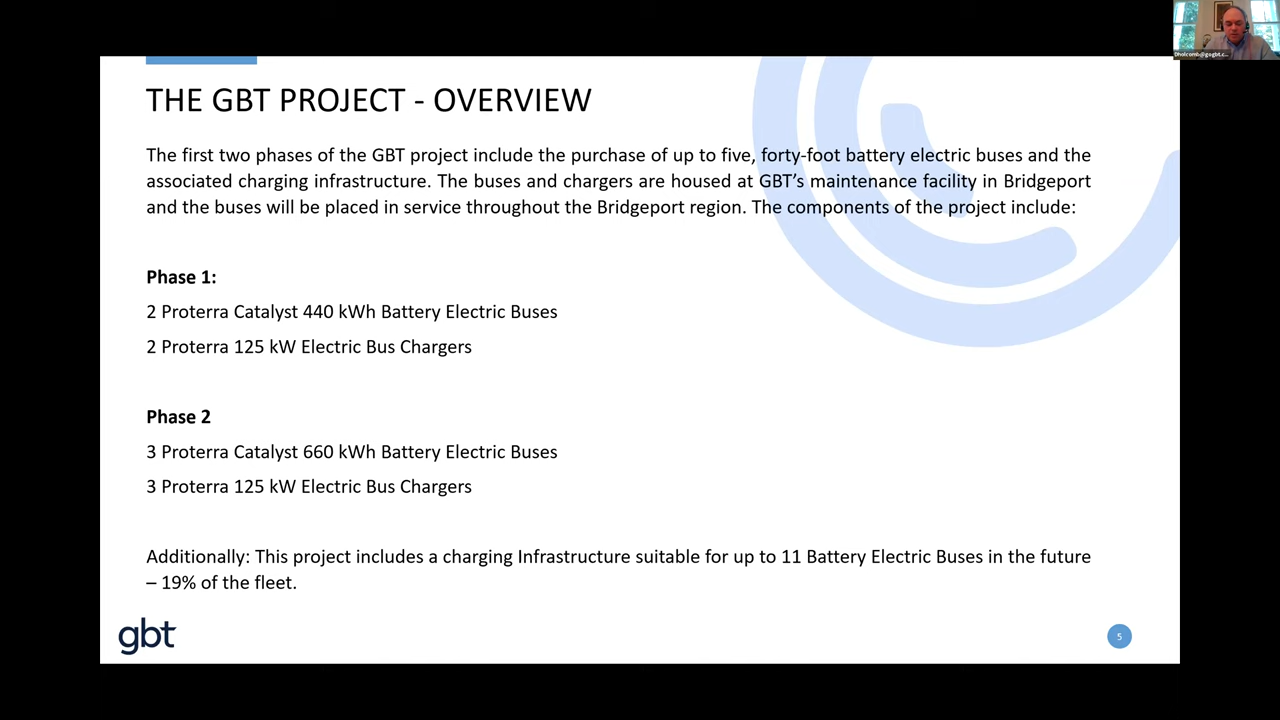 Dholcomb@gogbt.c...
THE GBT PROJECT - OVERVIEW
The first two phases of the GBT project include the purchase of up to five, forty-foot battery electric buses and the
associated charging infrastructure. The buses and chargers are housed at GBT’s maintenance facility in Bridgeport
and the buses will be placed in service throughout the Bridgeport region. The components of the project include:
Phase 1:
2 Proterra Catalyst 440 kWh Battery Electric Buses
2 Proterra 125 kW Electric Bus Chargers
Phase 2
3 Proterra Catalyst 660 kWh Battery Electric Buses
3 Proterra 125 kW Electric Bus Chargers
Additionally: This project includes a charging Infrastructure suitable for up to 11 Battery Electric Buses in the future
– 19% of the fleet.
gbt
5